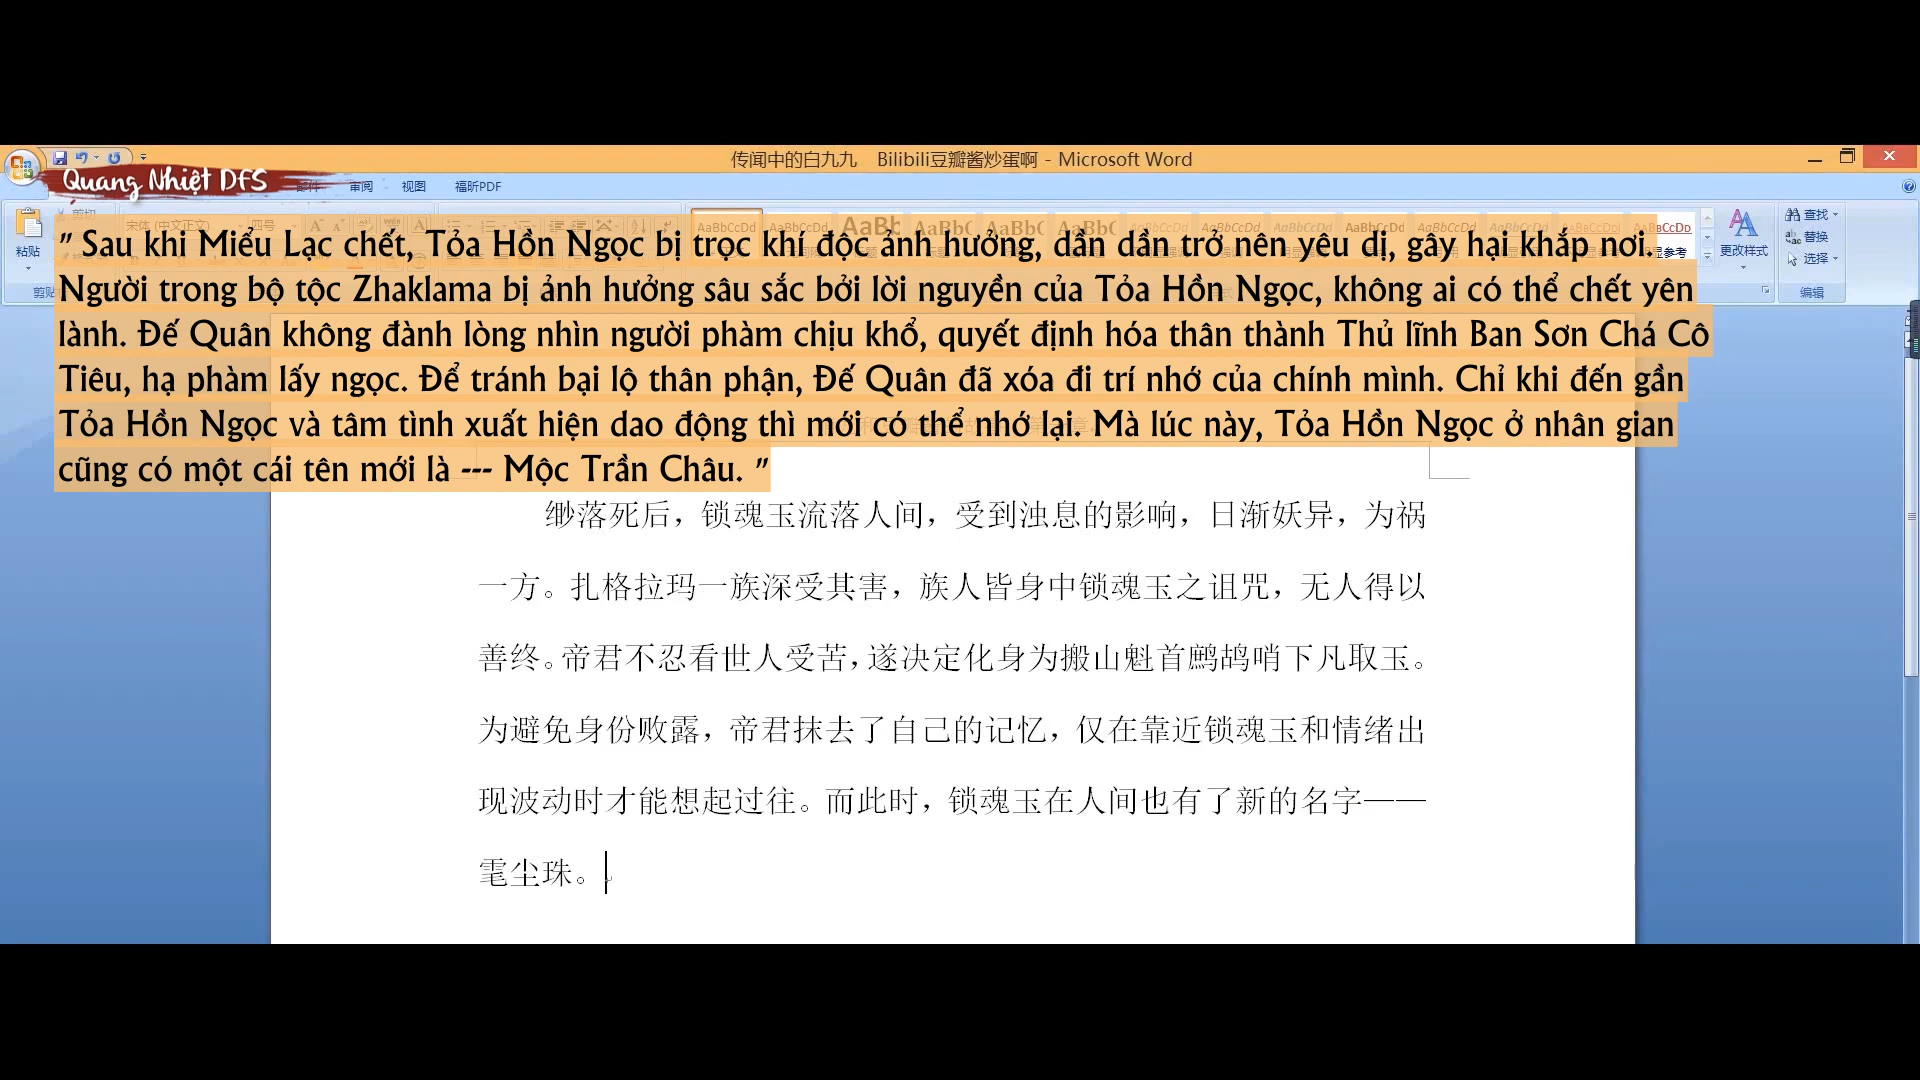 传闻中的白九九 Bilibili豆瓣酱炒蛋啊 - Microsoft Word
Quang Nhiệt DFS
审阅 视图 福昕PDF
粘贴
更改样式
查找
替换
选择
编辑
" Sau khi Miểu Lạc chết, Tỏa Hồn Ngọc bị trọc khí độc ảnh hưởng, dần dần trở nên yêu dị, gây hại khắp nơi.
Người trong bộ tộc Zhaklama bị ảnh hưởng sâu sắc bởi lời nguyền của Tỏa Hồn Ngọc, không ai có thể chết yên
lành. Đế Quân không đành lòng nhìn người phàm chịu khổ, quyết định hóa thân thành Thủ lĩnh Ban Sơn Chá Cô
Tiêu, hạ phàm lấy ngọc. Để tránh bại lộ thân phận, Đế Quân đã xóa đi trí nhớ của chính mình. Chỉ khi đến gần
Tỏa Hồn Ngọc và tâm tình xuất hiện dao động thì mới có thể nhớ lại. Mà lúc này, Tỏa Hồn Ngọc ở nhân gian
cũng có một cái tên mới là --- Mộc Trần Châu. "
缈落死后，锁魂玉流落人间，受到浊息的影响，日渐妖异，为祸
一方。扎格拉玛一族深受其害，族人皆身中锁魂玉之诅咒，无人得以
善终。帝君不忍看世人受苦，遂决定化身为搬山魁首鹧鸪哨下凡取玉。
为避免身份败露，帝君抹去了自己的记忆，仅在靠近锁魂玉和情绪出
现波动时才能想起过往。而此时，锁魂玉在人间也有了新的名字——
雮尘珠。